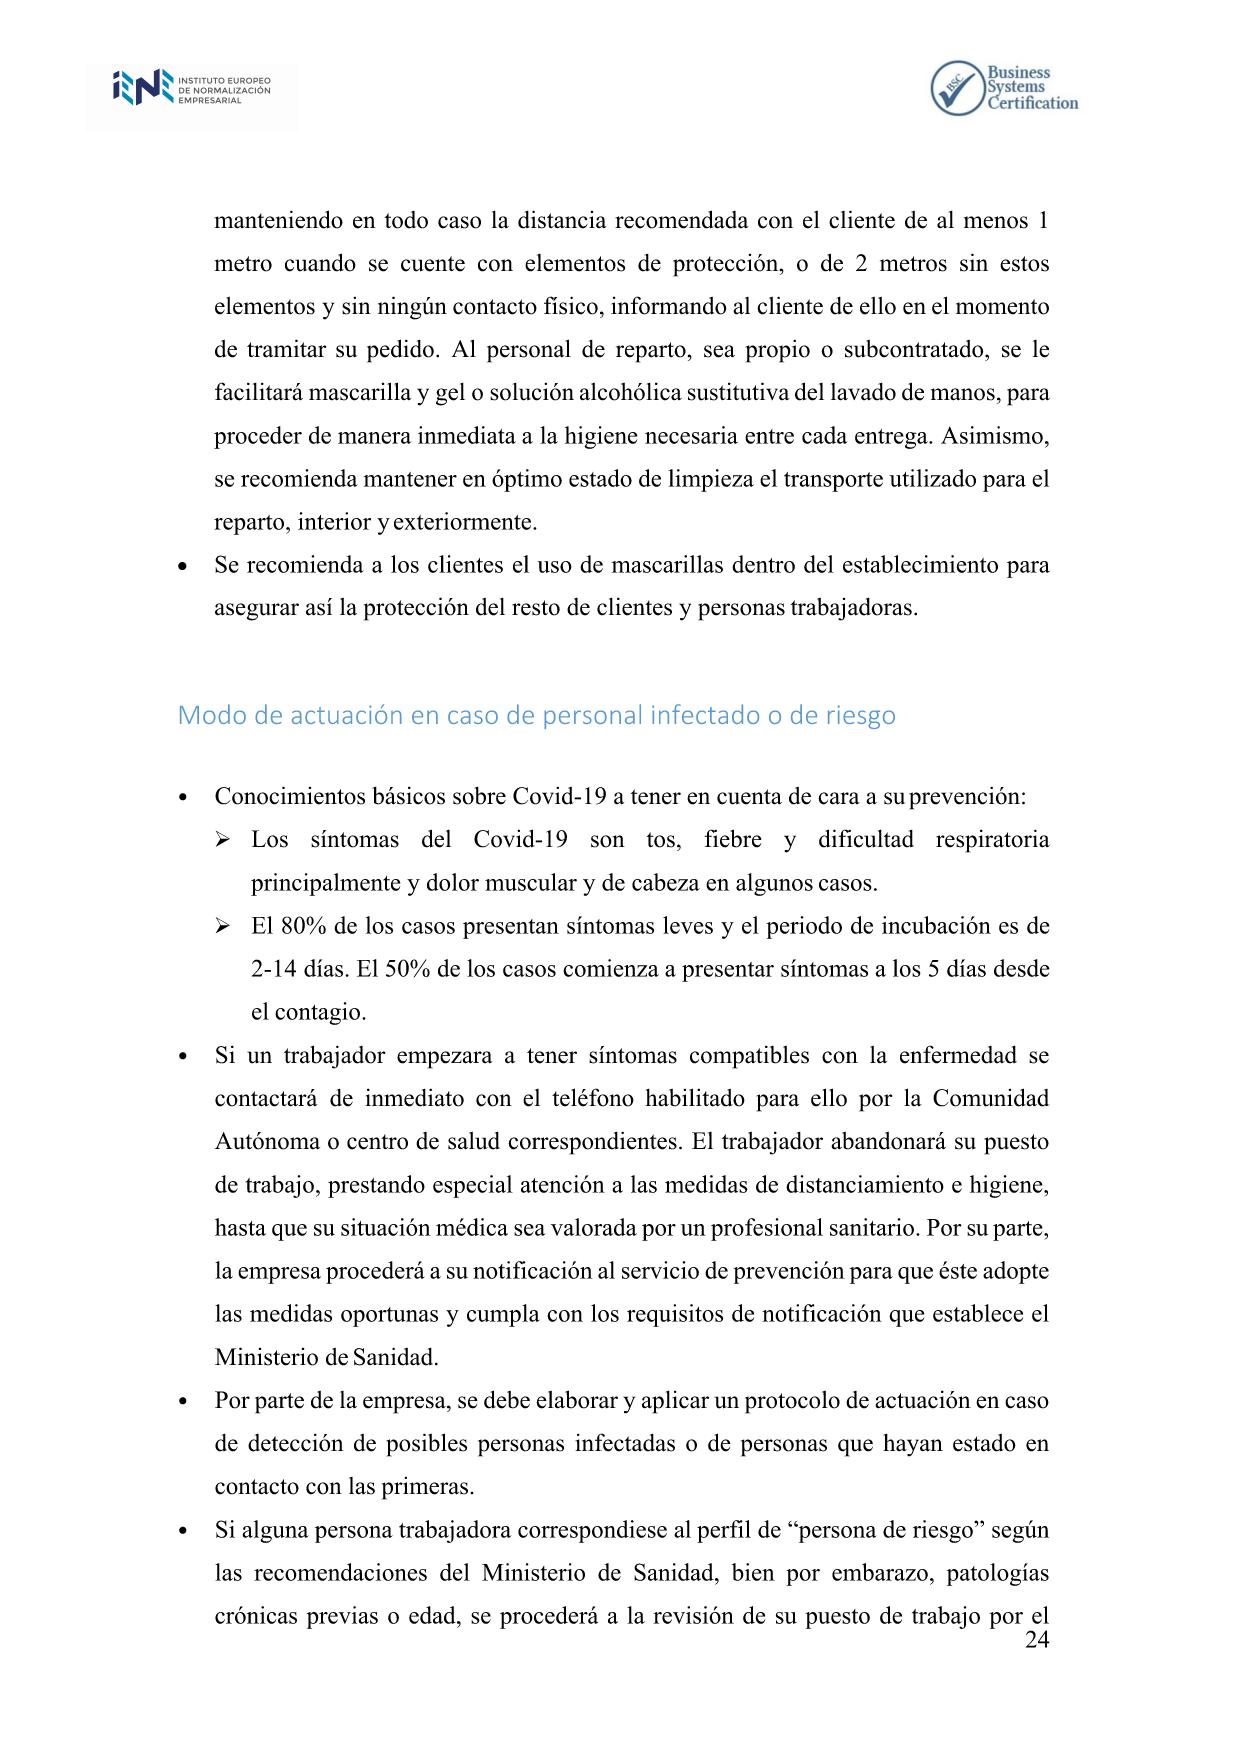 iENE INSTITUTO EUROPEO
DE NORMALIZACIÓN
EMPRESARIAL
BSC Business
Systems
Certification
manteniendo en todo caso la distancia recomendada con el cliente de al menos 1
metro cuando se cuente con elementos de protección, o de 2 metros sin estos
elementos y sin ningún contacto físico, informando al cliente de ello en el momento
de tramitar su pedido. Al personal de reparto, sea propio o subcontratado, se le
facilitará mascarilla y gel o solución alcohólica sustitutiva del lavado de manos, para
proceder de manera inmediata a la higiene necesaria entre cada entrega. Asimismo,
se recomienda mantener en óptimo estado de limpieza el transporte utilizado para el
reparto, interior y exteriormente.
• Se recomienda a los clientes el uso de mascarillas dentro del establecimiento para
asegurar así la protección del resto de clientes y personas trabajadoras.
Modo de actuación en caso de personal infectado o de riesgo
• Conocimientos básicos sobre Covid-19 a tener en cuenta de cara a su prevención:
➢ Los síntomas del Covid-19 son tos, fiebre y dificultad respiratoria
principalmente y dolor muscular y de cabeza en algunos casos.
➢ El 80% de los casos presentan síntomas leves y el periodo de incubación es de
2-14 días. El 50% de los casos comienza a presentar síntomas a los 5 días desde
el contagio.
• Si un trabajador empezara a tener síntomas compatibles con la enfermedad se
contactará de inmediato con el teléfono habilitado para ello por la Comunidad
Autónoma o centro de salud correspondientes. El trabajador abandonará su puesto
de trabajo, prestando especial atención a las medidas de distanciamiento e higiene,
hasta que su situación médica sea valorada por un profesional sanitario. Por su parte,
la empresa procederá a su notificación al servicio de prevención para que éste adopte
las medidas oportunas y cumpla con los requisitos de notificación que establece el
Ministerio de Sanidad.
• Por parte de la empresa, se debe elaborar y aplicar un protocolo de actuación en caso
de detección de posibles personas infectadas o de personas que hayan estado en
contacto con las primeras.
• Si alguna persona trabajadora correspondiese al perfil de “persona de riesgo” según
las recomendaciones del Ministerio de Sanidad, bien por embarazo, patologías
crónicas previas o edad, se procederá a la revisión de su puesto de trabajo por el
24